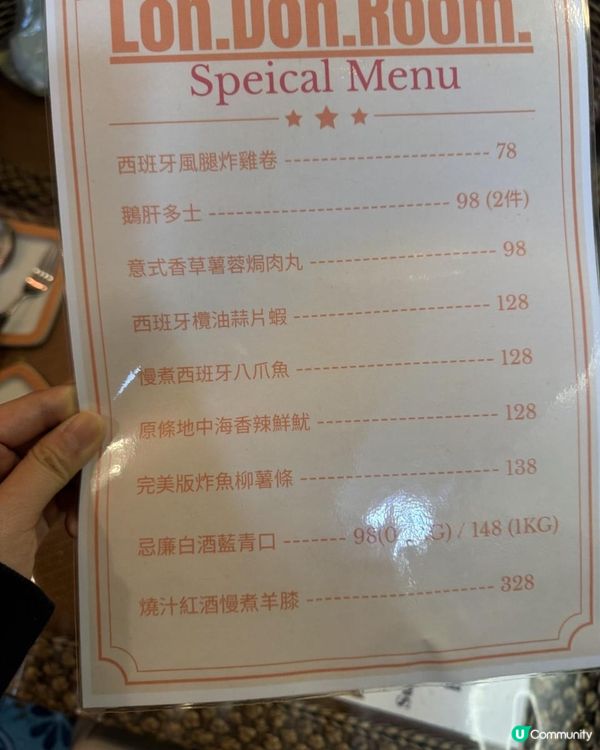 Lon.Don.Room.
Speical Menu
西班牙風腿炸雞卷 78
鵝肝多士 98 (2件)
意式香草薯蓉焗肉丸 98
西班牙欖油蒜片蝦 128
慢煮西班牙八爪魚 128
原條地中海香辣鮮魷 128
完美版炸魚柳薯條 138
忌廉白酒藍青口 98 / 148 (1KG)
燒汁紅酒慢煮羊膝 328
U Community